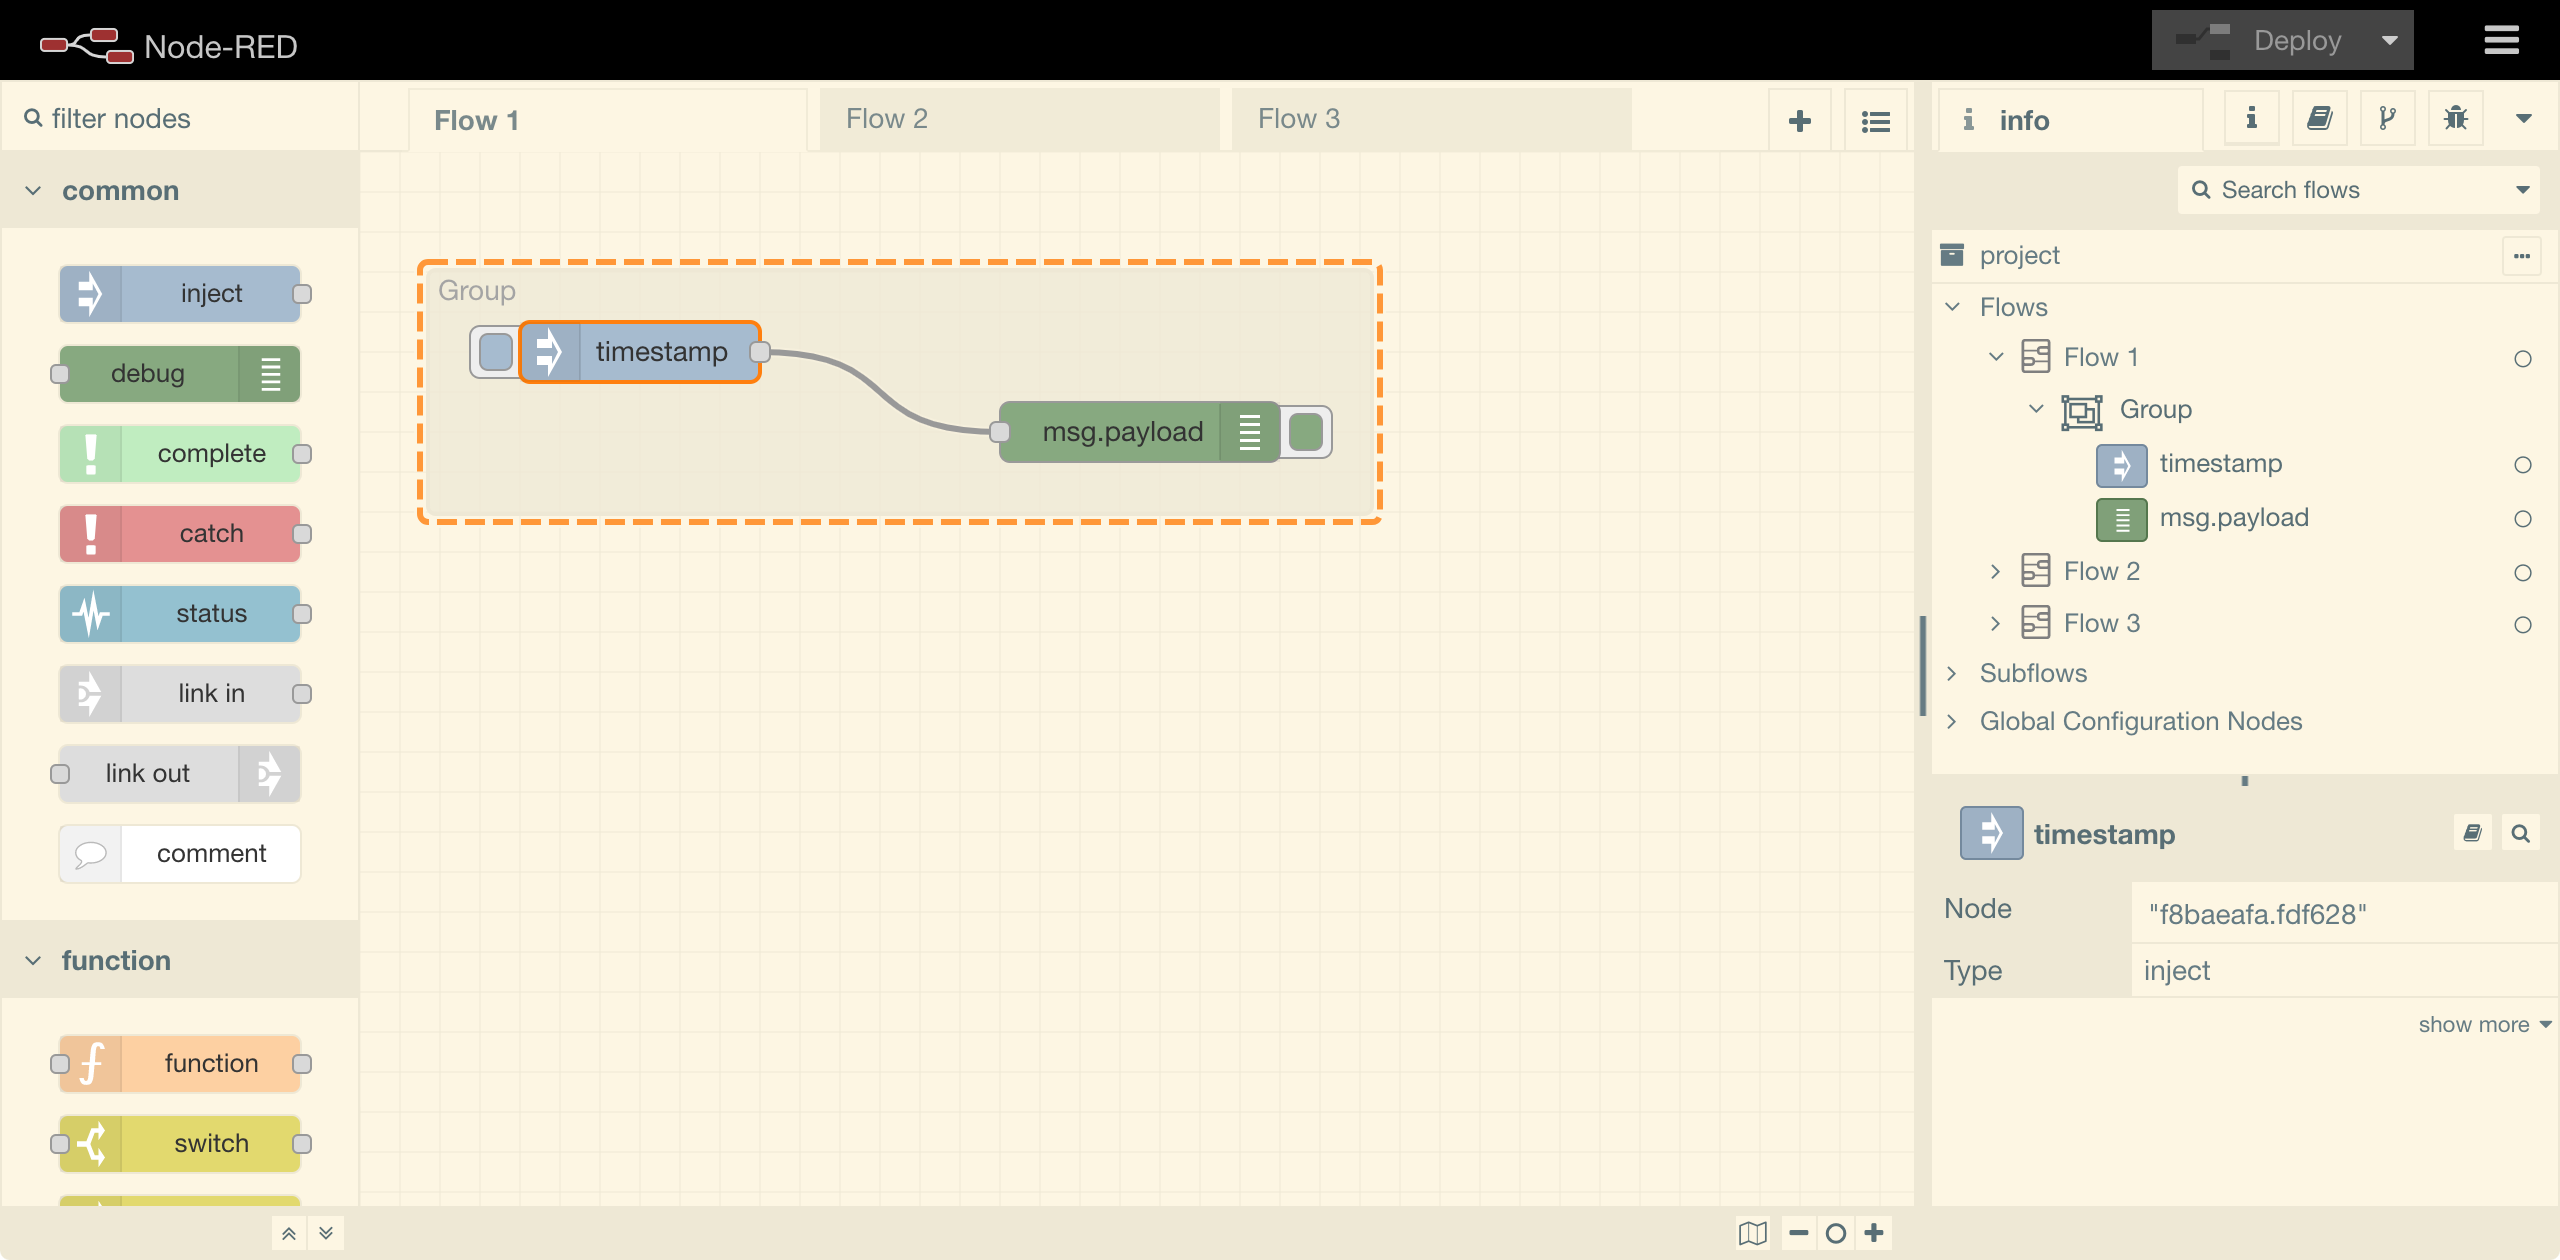 Node-RED
Deploy
filter nodes
Flow 1
Flow 2
Flow 3
info
common
Search flows
inject
debug
complete
catch
status
link in
link out
comment
function
function
switch
Group
timestamp
msg.payload
project
Flows
Flow 1
Group
timestamp
msg.payload
Flow 2
Flow 3
Subflows
Global Configuration Nodes
timestamp
Node "f8baeafa.fdf628"
Type inject
show more